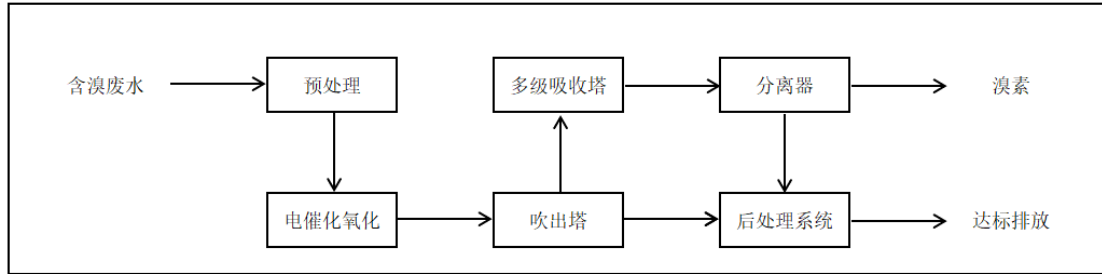 含溴废水
预处理
多级吸收塔
分离器
溴素
电催化氧化
吹出塔
后处理系统
达标排放